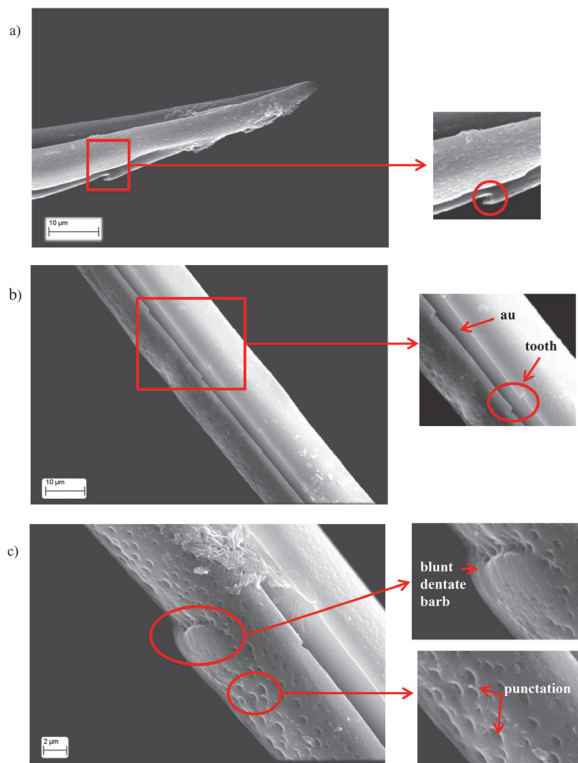 a)
10 µm
b)
au
tooth
10 µm
c)
blunt
dentate
barb
punctation
2 µm